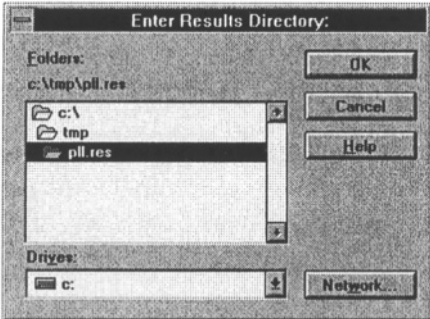 Enter Results Directory:
Folders:
c:\tmp\pll.res
c:\
tmp
pll.res
Drives:
c:
OK
Cancel
Help
Network...